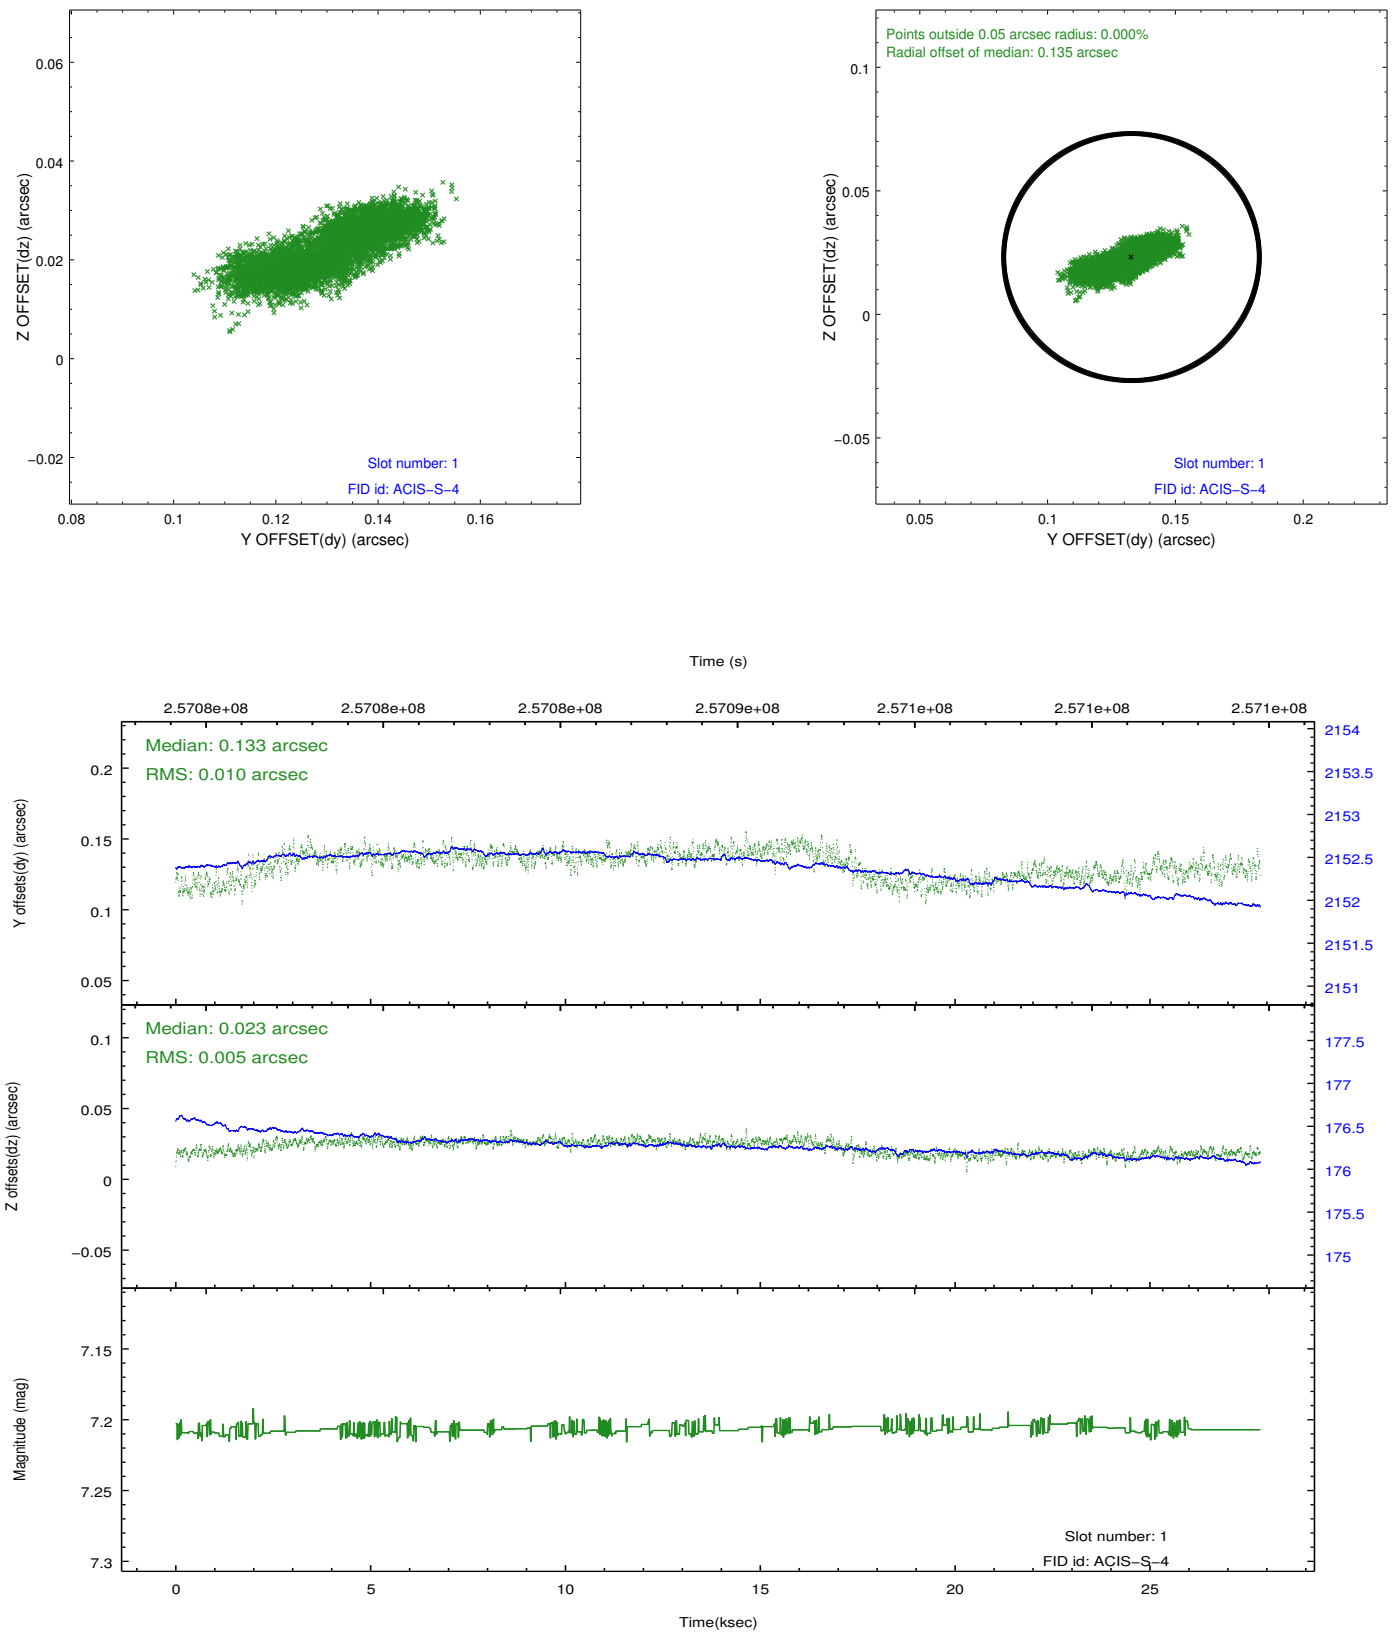 0.06
0.04
0.02
0
−0.02
Z OFFSET(dz) (arcsec)
Slot number: 1
FID id: ACIS−S−4
0.08 0.1 0.12 0.14 0.16
Y OFFSET(dy) (arcsec)
Points outside 0.05 arcsec radius: 0.000%
Radial offset of median: 0.135 arcsec
0.1
0.05
0
−0.05
Z OFFSET(dz) (arcsec)
Slot number: 1
FID id: ACIS−S−4
0.05 0.1 0.15 0.2
Y OFFSET(dy) (arcsec)
Time (s)
2.5708e+08 2.5708e+08 2.5708e+08 2.5709e+08 2.571e+08 2.571e+08 2.571e+08
Median: 0.133 arcsec
RMS: 0.010 arcsec
0.2
0.15
0.1
0.05
Y offsets(dy) (arcsec)
2154
2153.5
2153
2152.5
2152
2151.5
2151
Median: 0.023 arcsec
RMS: 0.005 arcsec
0.1
0.05
0
−0.05
Z offsets(dz) (arcsec)
177.5
177
176.5
176
175.5
175
7.15
7.2
7.25
7.3
Magnitude (mag)
Slot number: 1
FID id: ACIS−S−4
0 5 10 15 20 25
Time(ksec)